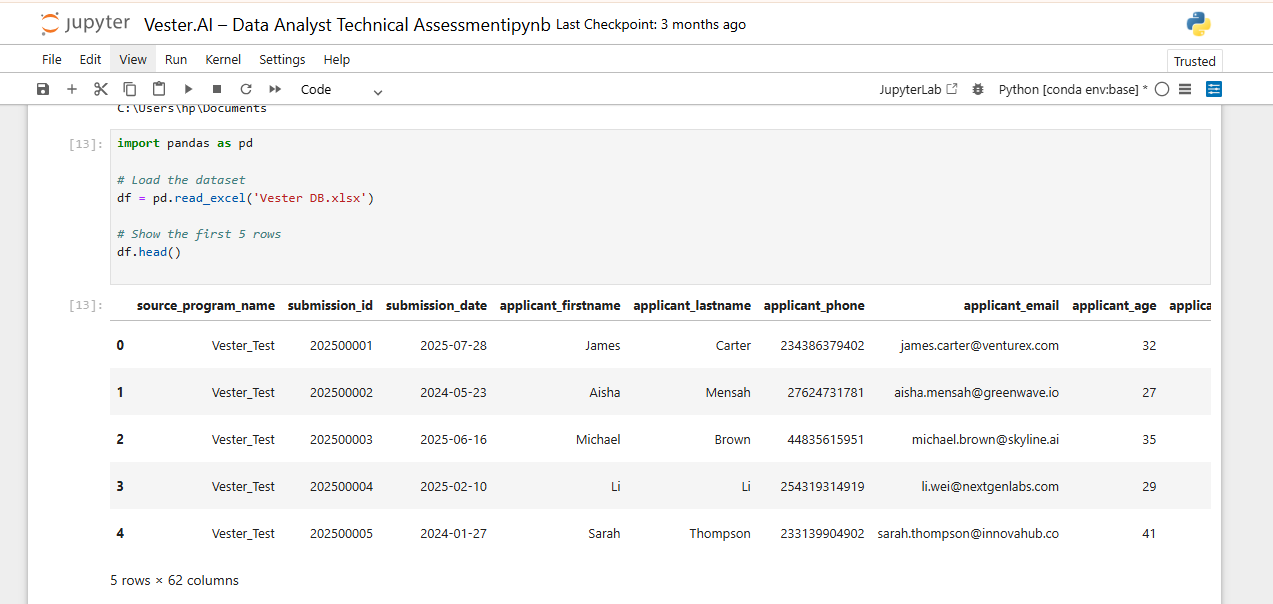 jupyter Vester.AI – Data Analyst Technical Assessmentipynb Last Checkpoint: 3 months ago
File Edit View Run Kernel Settings Help
Trusted
Code JupyterLab Python [conda env:base] *
C:\Users\hp\Documents
[13]: import pandas as pd
# Load the dataset
df = pd.read_excel('Vester DB.xlsx')
# Show the first 5 rows
df.head()
[13]: source_program_name submission_id submission_date applicant_firstname applicant_lastname applicant_phone applicant_email applicant_age applica
0 Vester_Test 202500001 2025-07-28 James Carter 234386379402 james.carter@venturex.com 32
1 Vester_Test 202500002 2024-05-23 Aisha Mensah 27624731781 aisha.mensah@greenwave.io 27
2 Vester_Test 202500003 2025-06-16 Michael Brown 44835615951 michael.brown@skyline.ai 35
3 Vester_Test 202500004 2025-02-10 Li Li 254319314919 li.wei@nextgenlabs.com 29
4 Vester_Test 202500005 2024-01-27 Sarah Thompson 233139904902 sarah.thompson@innovahub.co 41
5 rows × 62 columns